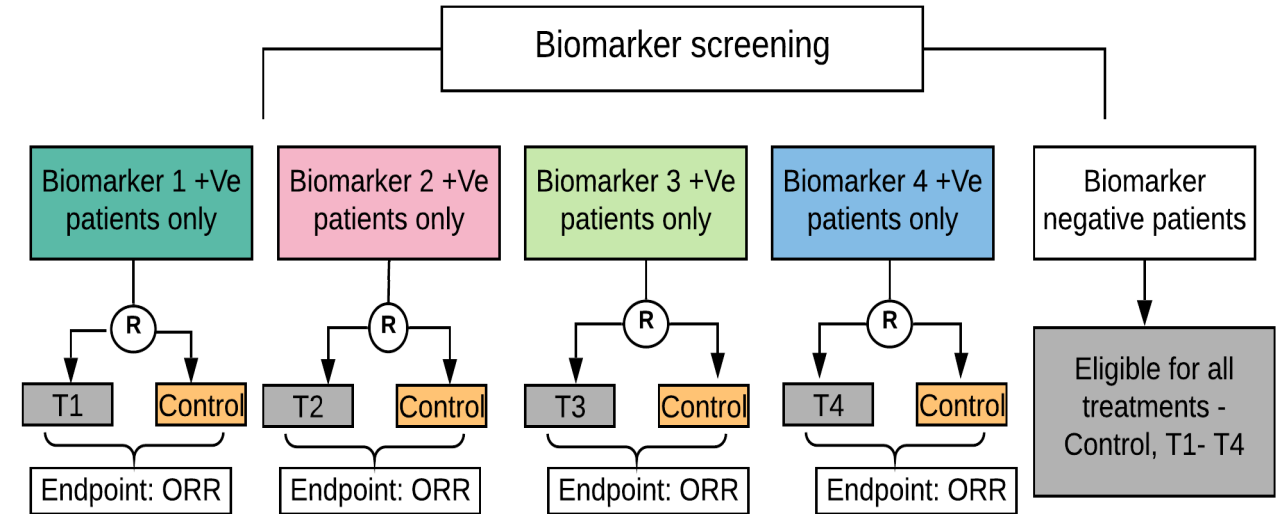 Biomarker screening
Biomarker 1 +Ve
patients only
Biomarker 2 +Ve
patients only
Biomarker 3 +Ve
patients only
Biomarker 4 +Ve
patients only
Biomarker
negative patients
R
R
R
R
T1
Control
T2
Control
T3
Control
T4
Control
Eligible for all
treatments -
Control, T1- T4
Endpoint: ORR
Endpoint: ORR
Endpoint: ORR
Endpoint: ORR